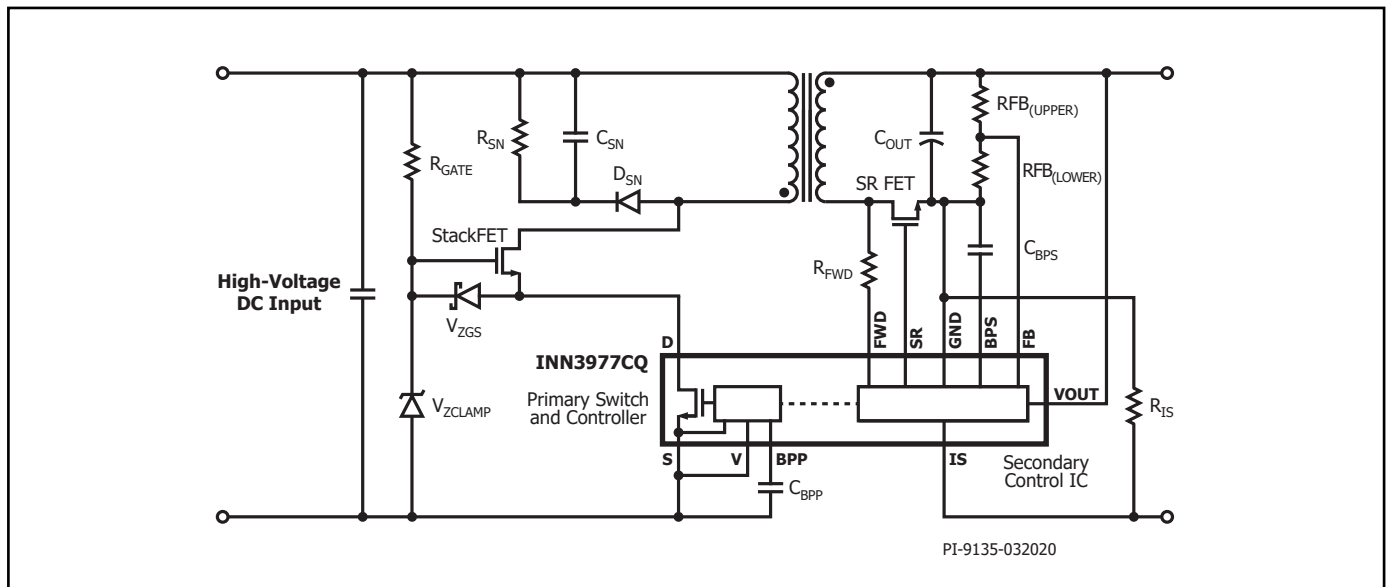 RFB(UPPER)
RSN
CSN
COUT
RGATE
DSN
SR FET
RFB(LOWER)
StackFET
CBPS
RFWD
High-Voltage
DC Input
VZGS
FWD
SR
GND
BPS
FB
D
INN3977CQ
Primary Switch
and Controller
VOUT
VZCLAMP
RIS
S
V
BPP
IS
Secondary
Control IC
CBPP
PI-9135-032020